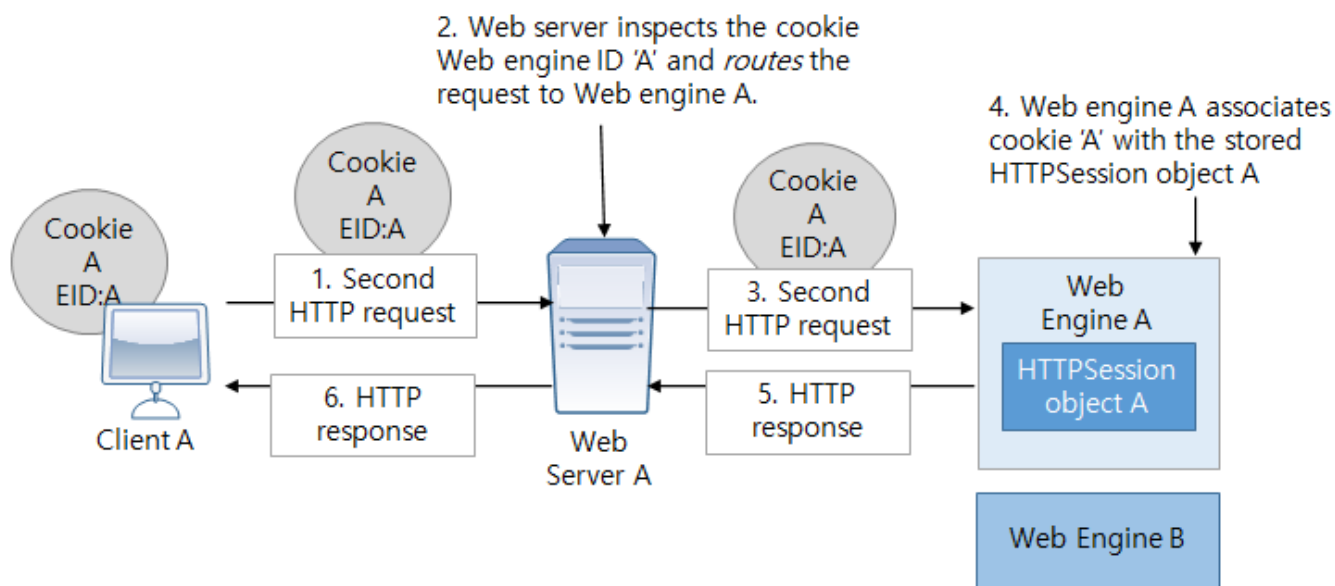 2. Web server inspects the cookie
Web engine ID ‘A’ and routes the
request to Web engine A.
4. Web engine A associates
cookie ‘A’ with the stored
HTTPSession object A
Cookie
A
EID:A
Cookie
A
EID:A
Cookie
A
EID:A
1. Second
HTTP request
3. Second
HTTP request
Web
Engine A
HTTPSession
object A
6. HTTP
response
5. HTTP
response
Client A
Web
Server A
Web Engine B